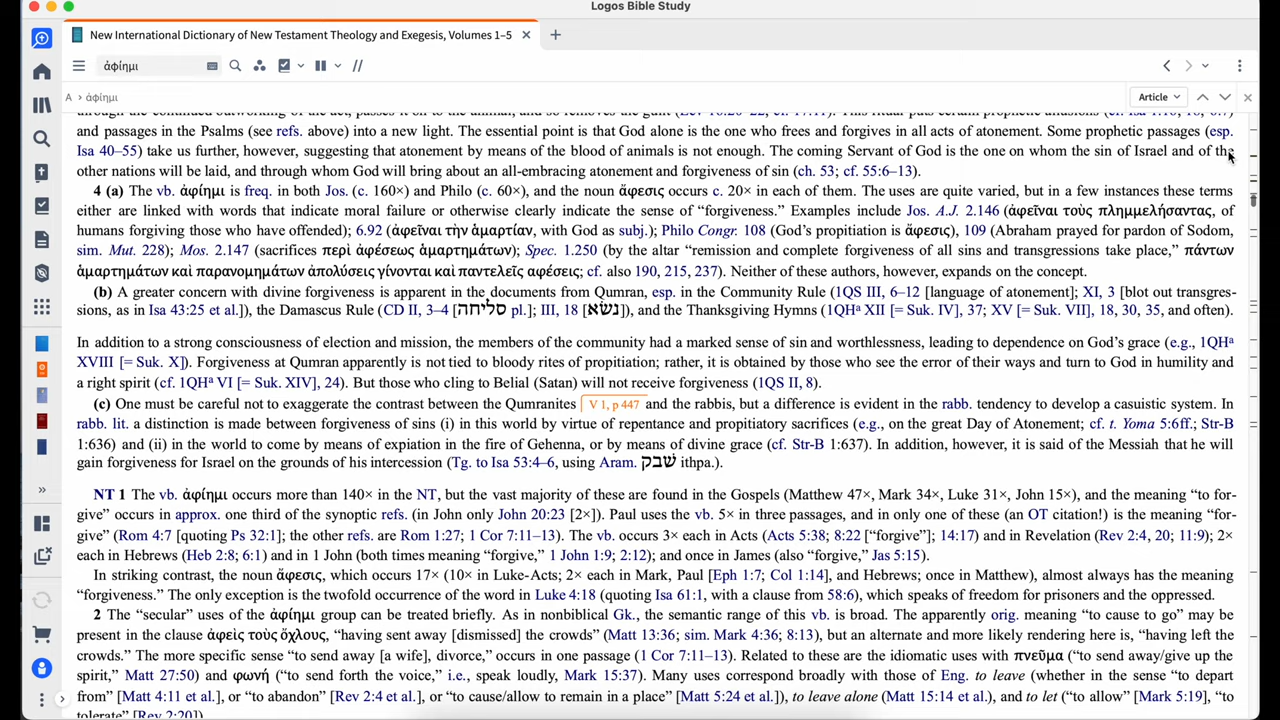 Logos Bible Study
New International Dictionary of New Testament Theology and Exegesis, Volumes 1–5
ἀφίημι
A › ἀφίημι
Article
and passages in the Psalms (see refs. above) into a new light. The essential point is that God alone is the one who frees and forgives in all acts of atonement. Some prophetic passages (esp.
Isa 40–55) take us further, however, suggesting that atonement by means of the blood of animals is not enough. The coming Servant of God is the one on whom the sin of Israel and of the
other nations will be laid, and through whom God will bring about an all-embracing atonement and forgiveness of sin (ch. 53; cf. 55:6–13).
4 (a) The vb. ἀφίημι is freq. in both Jos. (c. 160×) and Philo (c. 60×), and the noun ἄφεσις occurs c. 20× in each of them. The uses are quite varied, but in a few instances these terms
either are linked with words that indicate moral failure or otherwise clearly indicate the sense of “forgiveness.” Examples include Jos. A.J. 2.146 (ἀφεῖναι τοὺς πλημμελήσαντας, of
humans forgiving those who have offended); 6.92 (ἀφεῖναι τὴν ἁμαρτίαν, with God as subj.); Philo Congr. 108 (God’s propitiation is ἄφεσις), 109 (Abraham prayed for pardon of Sodom,
sim. Mut. 228); Mos. 2.147 (sacrifices περὶ ἀφέσεως ἁμαρτημάτων); Spec. 1.250 (by the altar “remission and complete forgiveness of all sins and transgressions take place,” πάντων
ἁμαρτημάτων καὶ παρανομημάτων ἀπολύσεις γίνονται καὶ παντελεῖς ἀφέσεις; cf. also 190, 215, 237). Neither of these authors, however, expands on the concept.
(b) A greater concern with divine forgiveness is apparent in the documents from Qumran, esp. in the Community Rule (1QS III, 6–12 [language of atonement]; XI, 3 [blot out transgres-
sions, as in Isa 43:25 et al.]), the Damascus Rule (CD II, 3–4 [סליחה pl.]; III, 18 [נשׂא]), and the Thanksgiving Hymns (1QHᵃ XII [= Suk. IV], 37; XV [= Suk. VII], 18, 30, 35, and often).
In addition to a strong consciousness of election and mission, the members of the community had a marked sense of sin and worthlessness, leading to dependence on God’s grace (e.g., 1QHᵃ
XVIII [= Suk. X]). Forgiveness at Qumran apparently is not tied to bloody rites of propitiation; rather, it is obtained by those who see the error of their ways and turn to God in humility and
a right spirit (cf. 1QHᵃ VI [= Suk. XIV], 24). But those who cling to Belial (Satan) will not receive forgiveness (1QS II, 8).
(c) One must be careful not to exaggerate the contrast between the Qumranites V 1, p 447 and the rabbis, but a difference is evident in the rabb. tendency to develop a casuistic system. In
rabb. lit. a distinction is made between forgiveness of sins (i) in this world by virtue of repentance and propitiatory sacrifices (e.g., on the great Day of Atonement; cf. t. Yoma 5:6ff.; Str-B
1:636) and (ii) in the world to come by means of expiation in the fire of Gehenna, or by means of divine grace (cf. Str-B 1:637). In addition, however, it is said of the Messiah that he will
gain forgiveness for Israel on the grounds of his intercession (Tg. to Isa 53:4–6, using Aram. שׁבק ithpa.).
NT 1 The vb. ἀφίημι occurs more than 140× in the NT, but the vast majority of these are found in the Gospels (Matthew 47×, Mark 34×, Luke 31×, John 15×), and the meaning “to for-
give” occurs in approx. one third of the synoptic refs. (in John only John 20:23 [2×]). Paul uses the vb. 5× in three passages, and in only one of these (an OT citation!) is the meaning “for-
give” (Rom 4:7 [quoting Ps 32:1]; the other refs. are Rom 1:27; 1 Cor 7:11–13). The vb. occurs 3× each in Acts (Acts 5:38; 8:22 [“forgive”]; 14:17) and in Revelation (Rev 2:4, 20; 11:9); 2×
each in Hebrews (Heb 2:8; 6:1) and in 1 John (both times meaning “forgive,” 1 John 1:9; 2:12); and once in Janes (also “forgive,” Jas 5:15).
In striking contrast, the noun ἄφεσις, which occurs 17× (10× in Luke-Acts; 2× each in Mark, Paul [Eph 1:7; Col 1:14], and Hebrews; once in Matthew), almost always has the meaning
“forgiveness.” The only exception is the twofold occurrence of the word in Luke 4:18 (quoting Isa 61:1, with a clause from 58:6), which speaks of freedom for prisoners and the oppressed.
2 The “secular” uses of the ἀφίημι group can be treated briefly. As in nonbiblical Gk., the semantic range of this vb. is broad. The apparently orig. meaning “to cause to go” may be
present in the clause ἀφεὶς τοὺς ὄχλους, “having sent away [dismissed] the crowds” (Matt 13:36; sim. Mark 4:36; 8:13), but an alternate and more likely rendering here is, “having left the
crowds.” The more specific sense “to send away [a wife], divorce,” occurs in one passage (1 Cor 7:11–13). Related to these are the idiomatic uses with πνεῦμα (“to send away/give up the
spirit,” Matt 27:50) and φωνή (“to send forth the voice,” i.e., speak loudly, Mark 15:37). Many uses correspond broadly with those of Eng. to leave (whether in the sense “to depart
from” [Matt 4:11 et al.], or “to abandon” [Rev 2:4 et al.], or “to cause/allow to remain in a place” [Matt 5:24 et al.]), to leave alone (Matt 15:14 et al.), and to let (“to allow” [Mark 5:19], “to
tolerate” [Rev 2:20]).